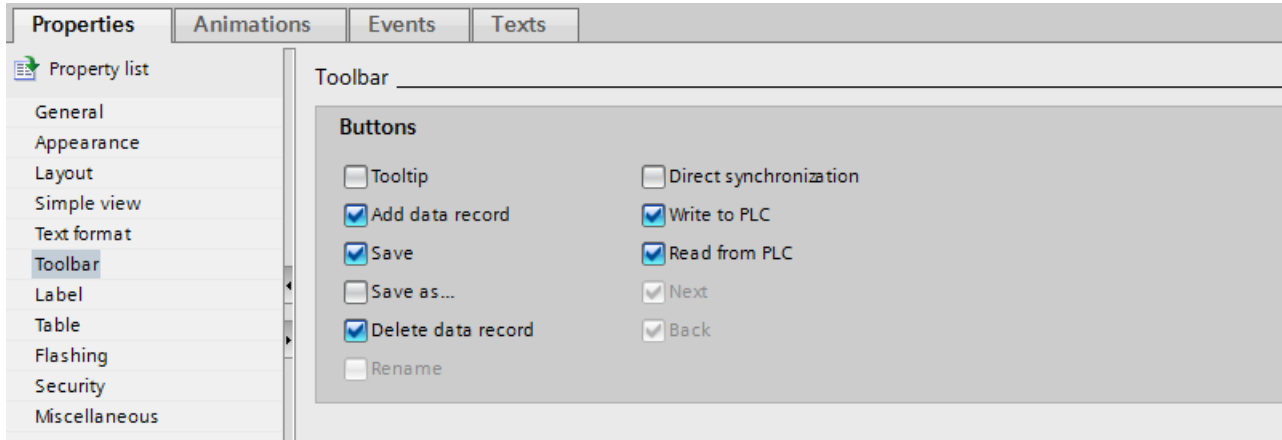 Properties Animations Events Texts
Property list
General
Appearance
Layout
Simple view
Text format
Toolbar
Label
Table
Flashing
Security
Miscellaneous
Toolbar
Buttons
Tooltip
Add data record
Save
Save as...
Delete data record
Rename
Direct synchronization
Write to PLC
Read from PLC
Next
Back